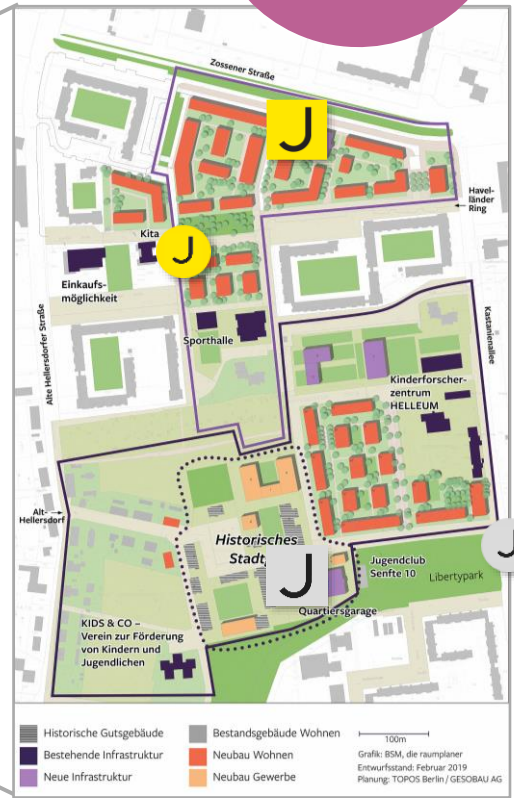 Zossener Straße
J
Havel-
länder
Ring
Kita
J
Einkaufs-
möglichkeit
Alte Hellersdorfer Straße
Sporthalle
Kastanienallee
Kinderforscher-
zentrum
HELLEUM
Alt-
Hellersdorf
Historisches
Stadt
J
J
Jugendclub
Senfte 10
Libertypark
Quartiersgarage
KIDS & CO –
Verein zur Förderung
von Kindern und
Jugendlichen
Historische Gutsgebäude
Bestehende Infrastruktur
Neue Infrastruktur
Bestandsgebäude Wohnen
Neubau Wohnen
Neubau Gewerbe
100m
Grafik: BSM, die raumplaner
Entwurfsstand: Februar 2019
Planung: TOPOS Berlin / GESOBAU AG